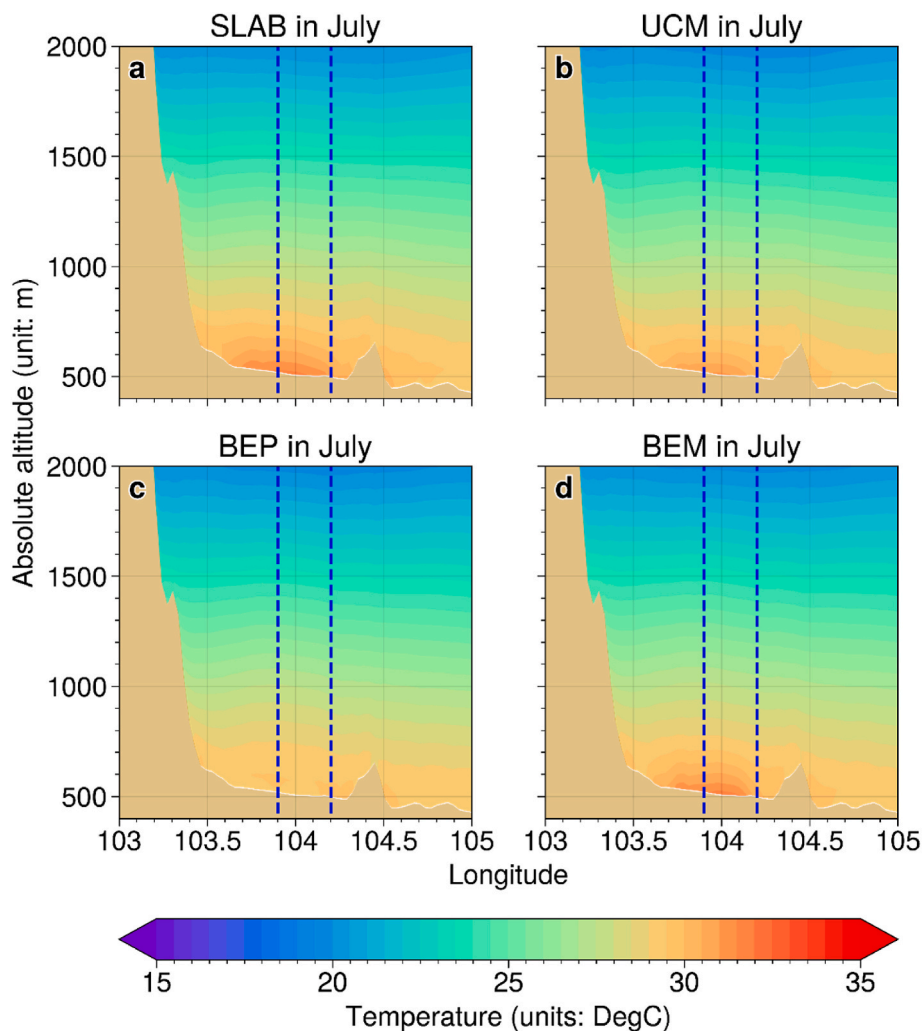 SLAB in July
UCM in July
a
b
2000
1500
1000
500
BEP in July
BEM in July
c
d
2000
1500
1000
500
Absolute altitude (unit: m)
103 103.5 104 104.5 103 103.5 104 104.5 105
Longitude
15 20 25 30 35
Temperature (units: DegC)